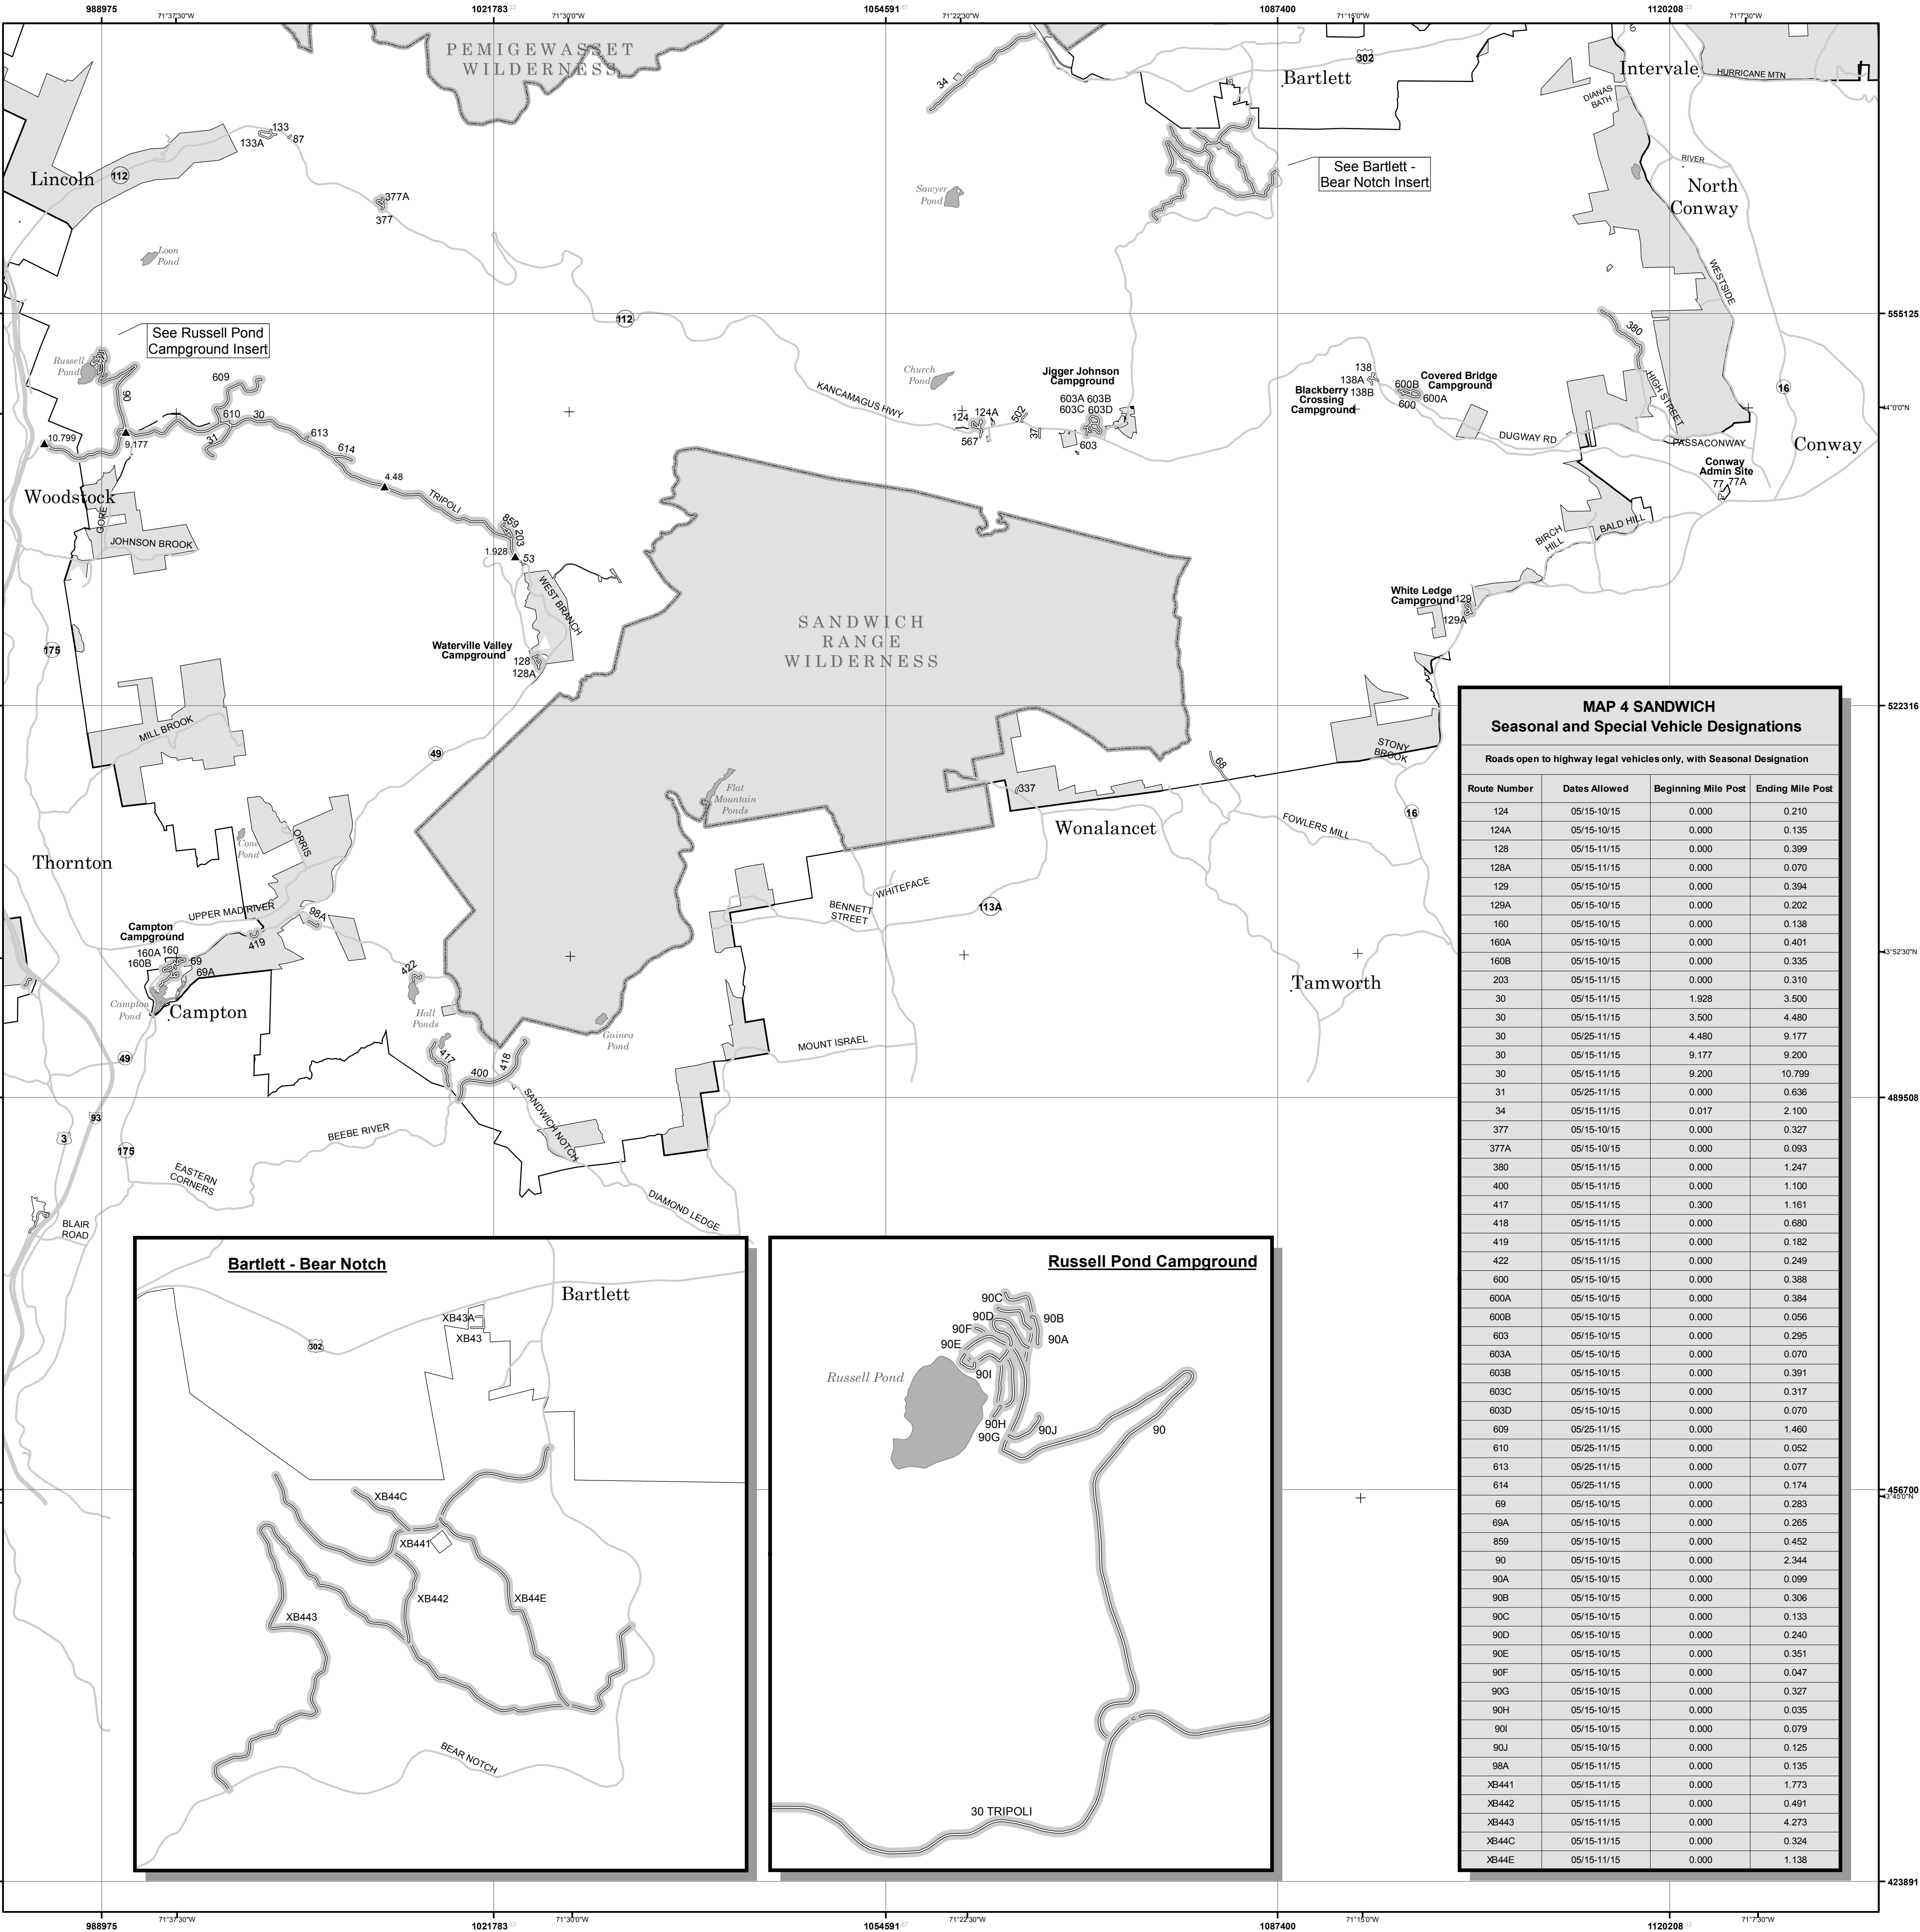 988975
1021783
1054591
1087400
1120208
71°37'30"W
71°30'0"W
71°22'30"W
71°15'0"W
71°7'30"W
PEMIGEWASSET
WILDERNESS
34
302
Bartlett
Intervale
HURRICANE MTN
DIANAS
BATH
133
133A
87
Lincoln
112
377A
377
Sawyer
Pond
See Bartlett -
Bear Notch Insert
RIVER
North
Conway
Loon
Pond
WESTSIDE
112
555125
See Russell Pond
Campground Insert
380
Russell
Pond
90
609
Church
Pond
Jigger Johnson
Campground
603A 603B
603C 603D
603
138
138A
138B
Blackberry
Crossing
Campground
600B
600A
600
Covered Bridge
Campground
HIGH STREET
16
KANCAMAGUS HWY
124
124A
567
502
37
44°0'0"N
610
30
31
613
614
10.799
9.177
DUGWAY RD
PASSACONWAY
Conway
Conway
Admin Site
77
77A
Woodstock
4.48
TRIPOLI
GORE
JOHNSON BROOK
859
203
1.928
53
WEST BRANCH
BIRCH
HILL
BALD HILL
White Ledge
Campground
129
129A
SANDWICH
RANGE
WILDERNESS
175
Waterville Valley
Campground
128
128A
522316
MILL BROOK
49
STONY
BROOK
68
337
Flat
Mountain
Ponds
Wonalancet
FOWLERS MILL
16
Thornton
Cone
Pond
ORRIS
WHITEFACE
BENNETT
STREET
113A
UPPER MAD RIVER
98A
419
Campton
Campground
160A
160
160B
69
69A
422
43°52'30"N
Tamworth
Campton
Pond
Campton
Hall
Ponds
Guinea
Pond
MOUNT ISRAEL
49
417
418
400
489508
93
3
175
SANDWICH NOTCH
BEEBE RIVER
EASTERN
CORNERS
DIAMOND LEDGE
BLAIR
ROAD
Bartlett - Bear Notch
Bartlett
XB43A
XB43
302
XB44C
XB441
XB442
XB44E
XB443
BEAR NOTCH
Russell Pond Campground
90C
90D
90B
90F
90A
90E
90I
Russell Pond
90H
90G
90J
90
30 TRIPOLI
MAP 4 SANDWICH
Seasonal and Special Vehicle Designations
Roads open to highway legal vehicles only, with Seasonal Designation
Route Number Dates Allowed Beginning Mile Post Ending Mile Post
124 05/15-10/15 0.000 0.210
124A 05/15-10/15 0.000 0.135
128 05/15-11/15 0.000 0.399
128A 05/15-11/15 0.000 0.070
129 05/15-10/15 0.000 0.394
129A 05/15-10/15 0.000 0.202
160 05/15-10/15 0.000 0.138
160A 05/15-10/15 0.000 0.401
160B 05/15-10/15 0.000 0.335
203 05/15-11/15 0.000 0.310
30 05/15-11/15 1.928 3.500
30 05/15-11/15 3.500 4.480
30 05/25-11/15 4.480 9.177
30 05/15-11/15 9.177 9.200
30 05/15-11/15 9.200 10.799
31 05/25-11/15 0.000 0.636
34 05/15-11/15 0.017 2.100
377 05/15-10/15 0.000 0.327
377A 05/15-10/15 0.000 0.093
380 05/15-11/15 0.000 1.247
400 05/15-11/15 0.000 1.100
417 05/15-11/15 0.300 1.161
418 05/15-11/15 0.000 0.680
419 05/15-11/15 0.000 0.182
422 05/15-11/15 0.000 0.249
600 05/15-10/15 0.000 0.388
600A 05/15-10/15 0.000 0.384
600B 05/15-10/15 0.000 0.056
603 05/15-10/15 0.000 0.295
603A 05/15-10/15 0.000 0.070
603B 05/15-10/15 0.000 0.391
603C 05/15-10/15 0.000 0.317
603D 05/15-10/15 0.000 0.070
609 05/25-11/15 0.000 1.460
610 05/25-11/15 0.000 0.052
613 05/25-11/15 0.000 0.077
614 05/25-11/15 0.000 0.174
69 05/15-10/15 0.000 0.283
69A 05/15-10/15 0.000 0.265
859 05/15-10/15 0.000 0.452
90 05/15-10/15 0.000 2.344
90A 05/15-10/15 0.000 0.099
90B 05/15-10/15 0.000 0.306
90C 05/15-10/15 0.000 0.133
90D 05/15-10/15 0.000 0.240
90E 05/15-10/15 0.000 0.351
90F 05/15-10/15 0.000 0.047
90G 05/15-10/15 0.000 0.327
90H 05/15-10/15 0.000 0.035
90I 05/15-10/15 0.000 0.079
90J 05/15-10/15 0.000 0.125
98A 05/15-11/15 0.000 0.135
XB441 05/15-11/15 0.000 1.773
XB442 05/15-11/15 0.000 0.491
XB443 05/15-11/15 0.000 4.273
XB44C 05/15-11/15 0.000 0.324
XB44E 05/15-11/15 0.000 1.138
456700
43°45'0"N
423891
71°37'30"W
71°30'0"W
71°22'30"W
71°15'0"W
71°7'30"W
988975
1021783
1054591
1087400
1120208